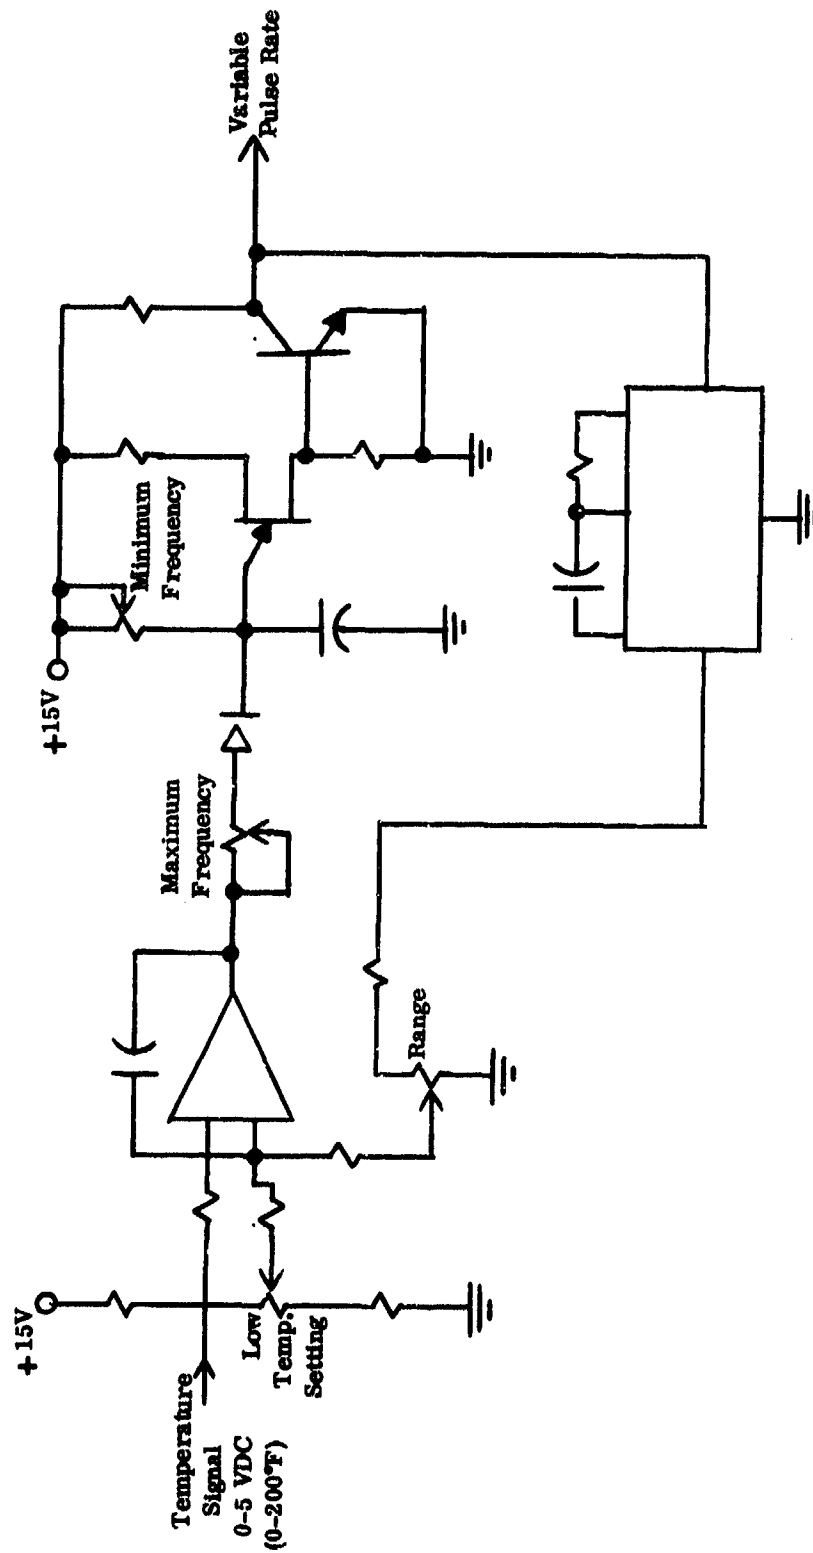 +15V
Temperature
Signal
0-5 VDC
(0-200°F)
Low
Temp.
Setting
Range
Maximum
Frequency
+15V
Minimum
Frequency
Variable
Pulse Rate